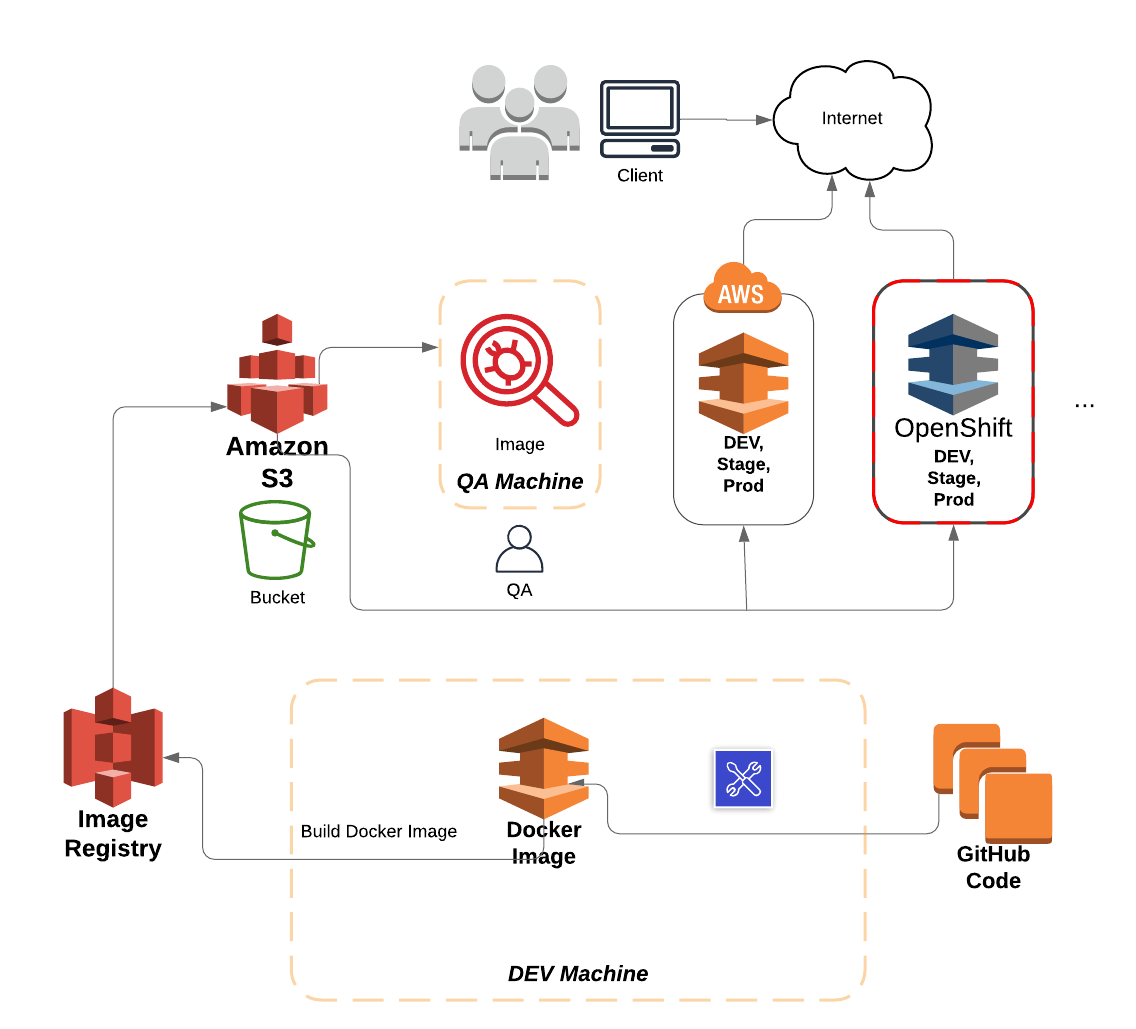 Internet
Client
AWS
Amazon
S3
Image
QA Machine
DEV,
Stage,
Prod
OpenShift
DEV,
Stage,
Prod
...
QA
Bucket
Image
Registry
Build Docker Image
Docker
Image
GitHub
Code
DEV Machine